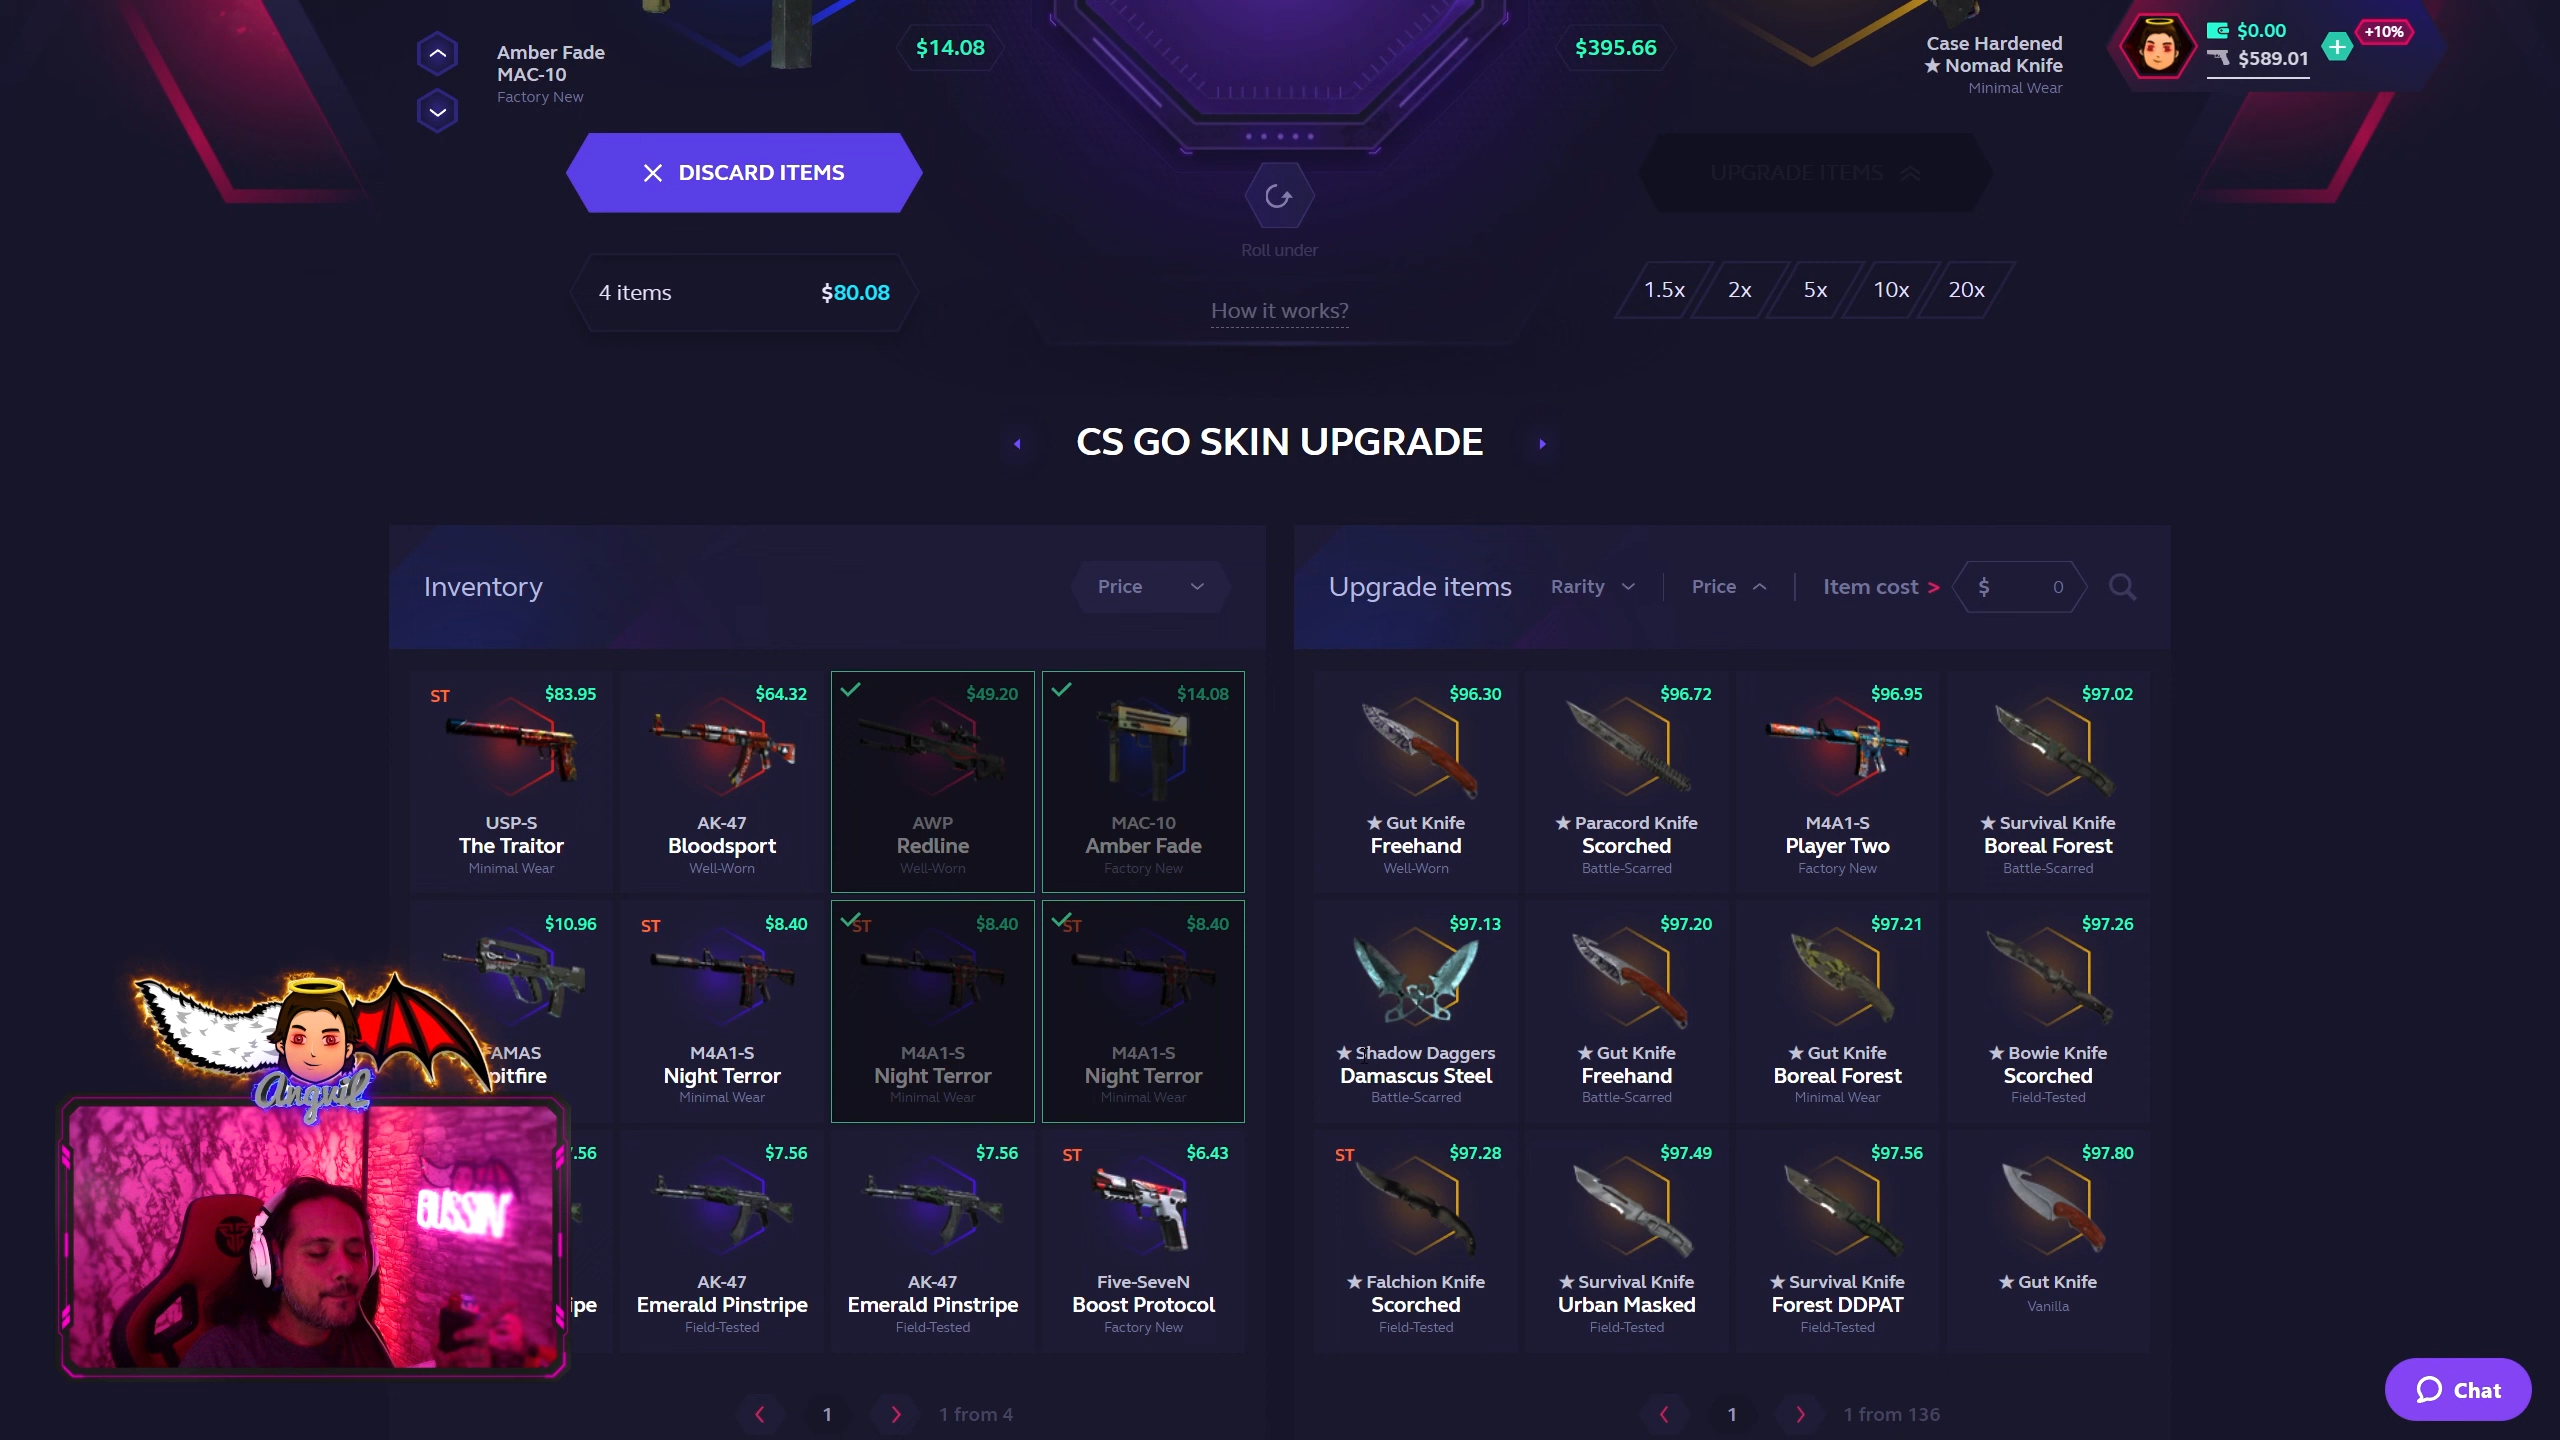 Amber Fade
MAC-10
Factory New
$14.08
$395.66
Case Hardened
★ Nomad Knife
Minimal Wear
$0.00
$589.01
+10%
DISCARD ITEMS
UPGRADE ITEMS
4 items
$80.08
Roll under
How it works?
1.5x
2x
5x
10x
20x
CS GO SKIN UPGRADE
Inventory
Price
ST
$83.95
USP-S
The Traitor
Minimal Wear
$64.32
AK-47
Bloodsport
Well-Worn
$49.20
AWP
Redline
Well-Worn
$14.08
MAC-10
Amber Fade
Factory New
$10.96
AMAS
pitfire
ST
$8.40
M4A1-S
Night Terror
Minimal Wear
ST
$8.40
M4A1-S
Night Terror
Minimal Wear
ST
$8.40
M4A1-S
Night Terror
Minimal Wear
.56
ipe
$7.56
AK-47
Emerald Pinstripe
Field-Tested
$7.56
AK-47
Emerald Pinstripe
Field-Tested
ST
$6.43
Five-SeveN
Boost Protocol
Factory New
1
1 from 4
Upgrade items
Rarity
Price
Item cost >
$ 0
$96.30
★ Gut Knife
Freehand
Well-Worn
$96.72
★ Paracord Knife
Scorched
Battle-Scarred
$96.95
M4A1-S
Player Two
Factory New
$97.02
★ Survival Knife
Boreal Forest
Battle-Scarred
$97.13
★ Shadow Daggers
Damascus Steel
Battle-Scarred
$97.20
★ Gut Knife
Freehand
Battle-Scarred
$97.21
★ Gut Knife
Boreal Forest
Minimal Wear
$97.26
★ Bowie Knife
Scorched
Field-Tested
ST
$97.28
★ Falchion Knife
Scorched
Field-Tested
$97.49
★ Survival Knife
Urban Masked
Field-Tested
$97.56
★ Survival Knife
Forest DDPAT
Field-Tested
$97.80
★ Gut Knife
Vanilla
1
1 from 136
Angvil
BUSSIN'
Chat